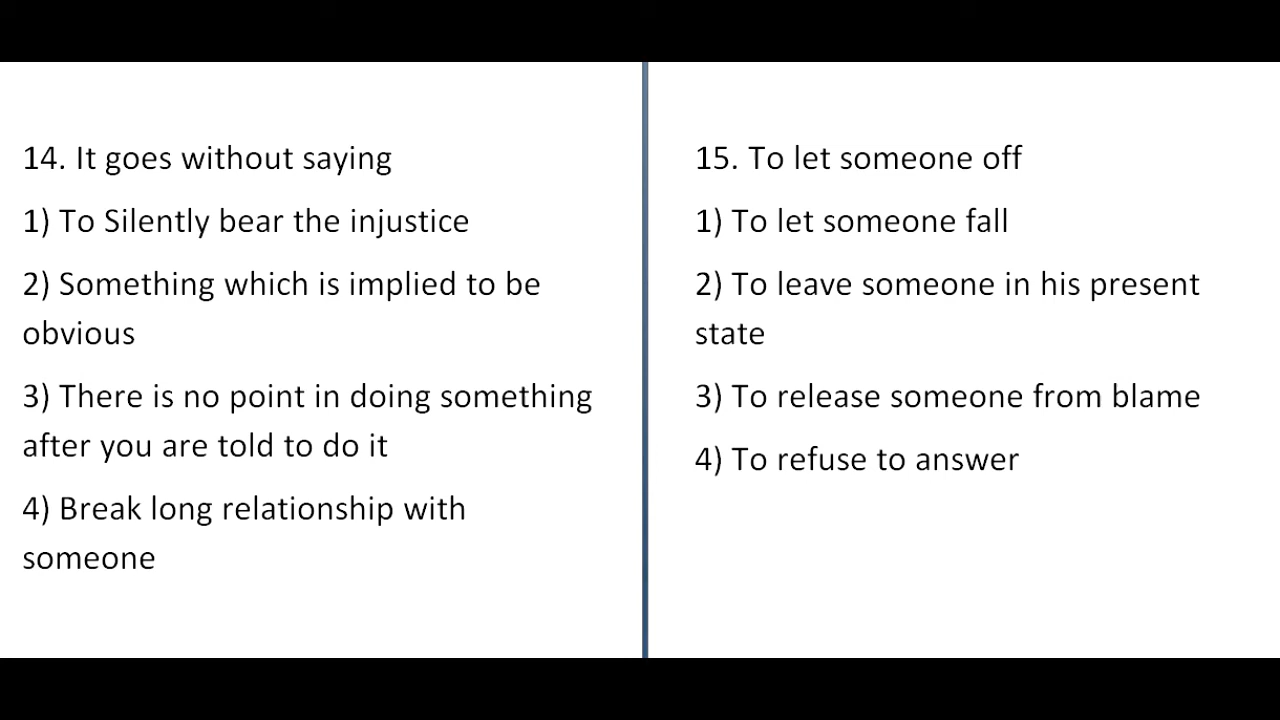 14. It goes without saying
1) To Silently bear the injustice
2) Something which is implied to be
obvious
3) There is no point in doing something
after you are told to do it
4) Break long relationship with
someone
15. To let someone off
1) To let someone fall
2) To leave someone in his present
state
3) To release someone from blame
4) To refuse to answer